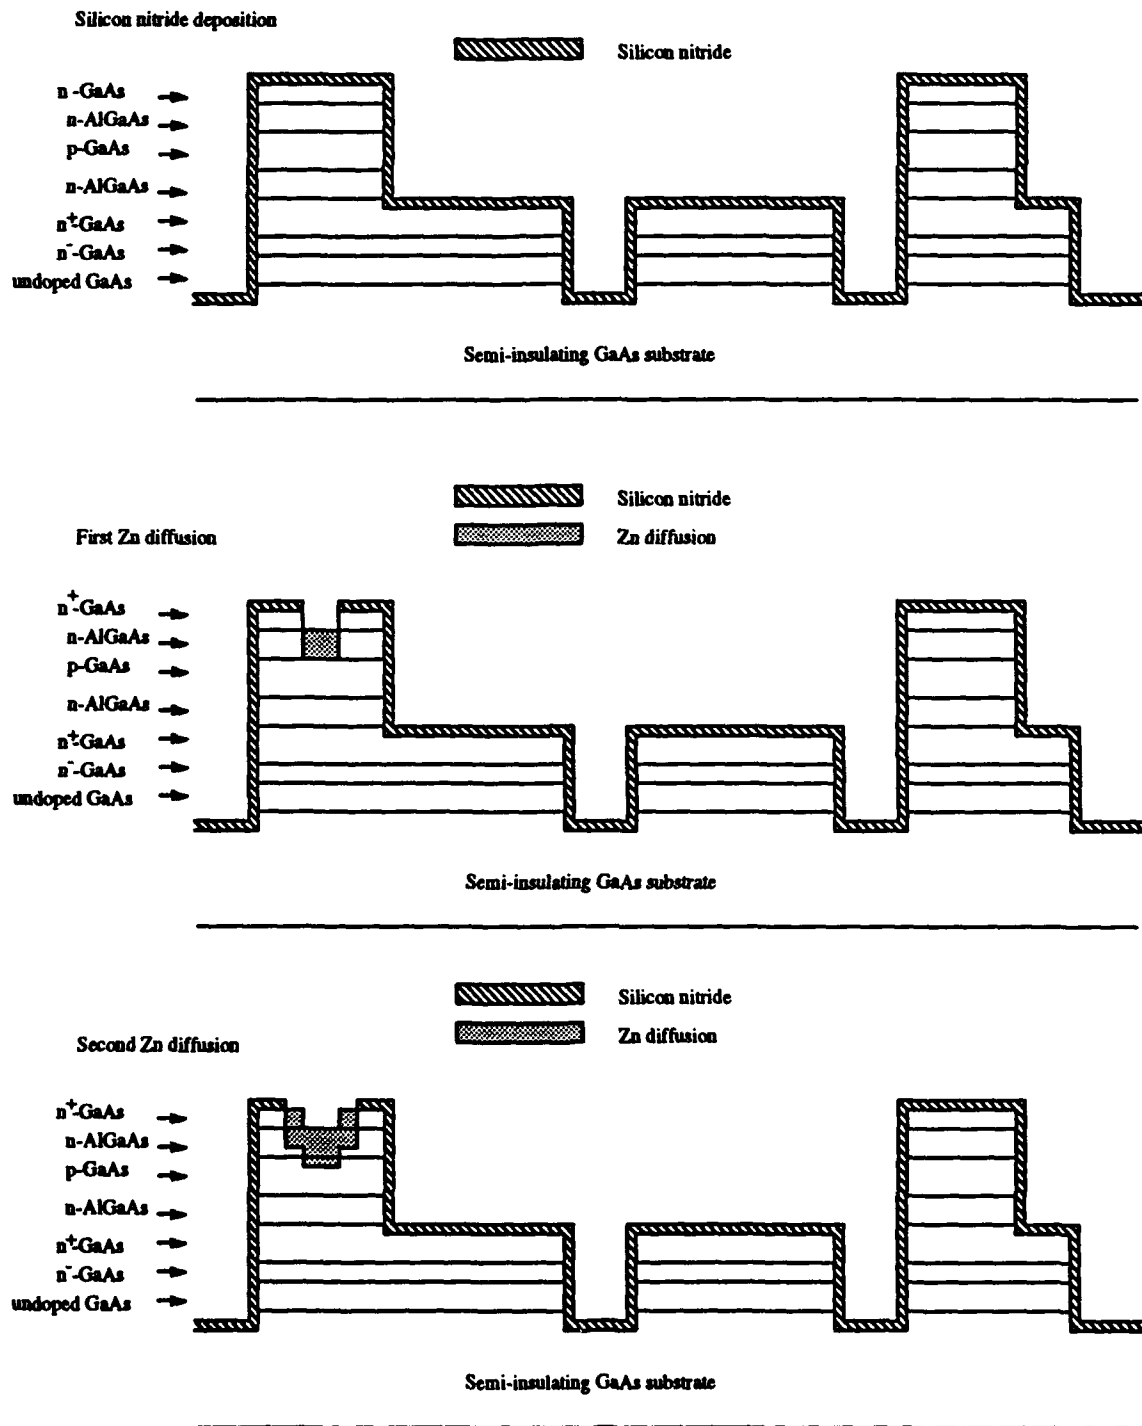 Silicon nitride deposition
Silicon nitride
n -GaAs
n-AlGaAs
p-GaAs
n-AlGaAs
n⁺-GaAs
n⁻-GaAs
undoped GaAs
Semi-insulating GaAs substrate
Silicon nitride
First Zn diffusion
Zn diffusion
n⁺-GaAs
n-AlGaAs
p-GaAs
n-AlGaAs
n⁺-GaAs
n⁻-GaAs
undoped GaAs
Semi-insulating GaAs substrate
Silicon nitride
Second Zn diffusion
Zn diffusion
n⁺-GaAs
n-AlGaAs
p-GaAs
n-AlGaAs
n⁺-GaAs
n⁻-GaAs
undoped GaAs
Semi-insulating GaAs substrate